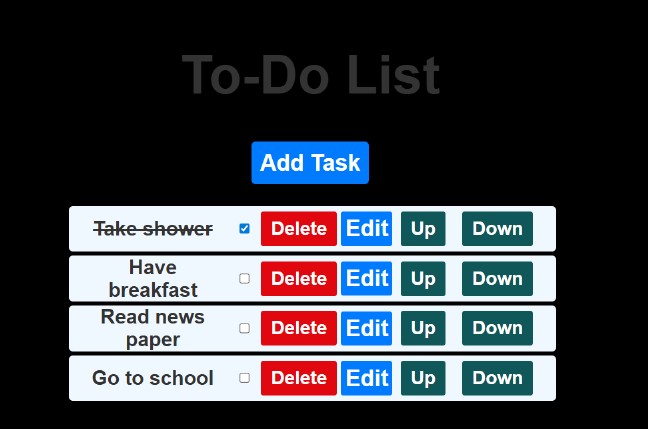 To-Do List
Add Task
Take shower Delete Edit Up Down
Have
breakfast Delete Edit Up Down
Read news
paper Delete Edit Up Down
Go to school Delete Edit Up Down